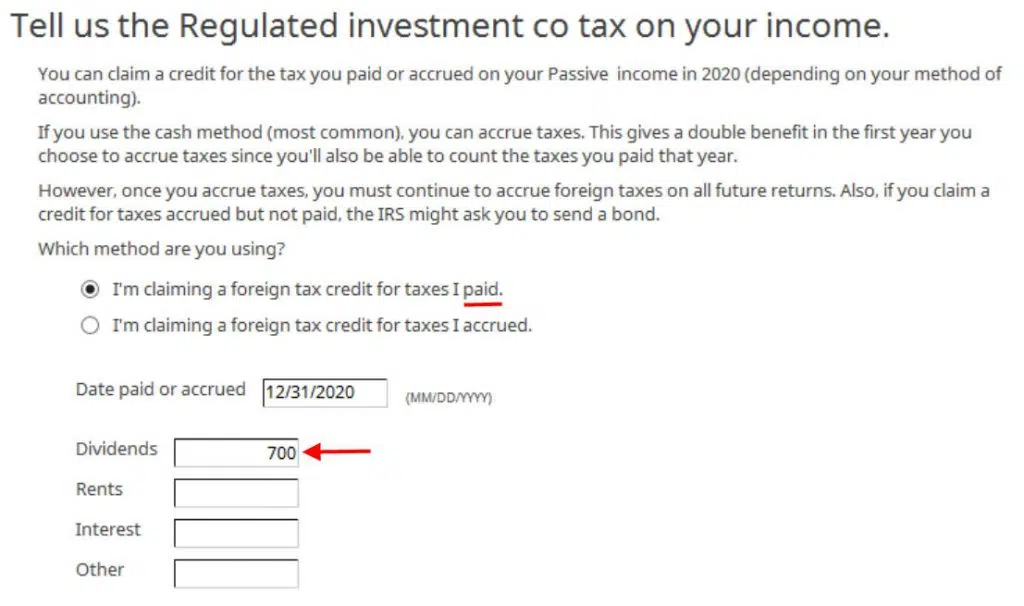 Tell us the Regulated investment co tax on your income.
You can claim a credit for the tax you paid or accrued on your Passive income in 2020 (depending on your method of
accounting).
If you use the cash method (most common), you can accrue taxes. This gives a double benefit in the first year you
choose to accrue taxes since you'll also be able to count the taxes you paid that year.
However, once you accrue taxes, you must continue to accrue foreign taxes on all future returns. Also, if you claim a
credit for taxes accrued but not paid, the IRS might ask you to send a bond.
Which method are you using?
I'm claiming a foreign tax credit for taxes I paid.
I'm claiming a foreign tax credit for taxes I accrued.
Date paid or accrued 12/31/2020 (MM/DD/YYYY)
Dividends 700
Rents
Interest
Other